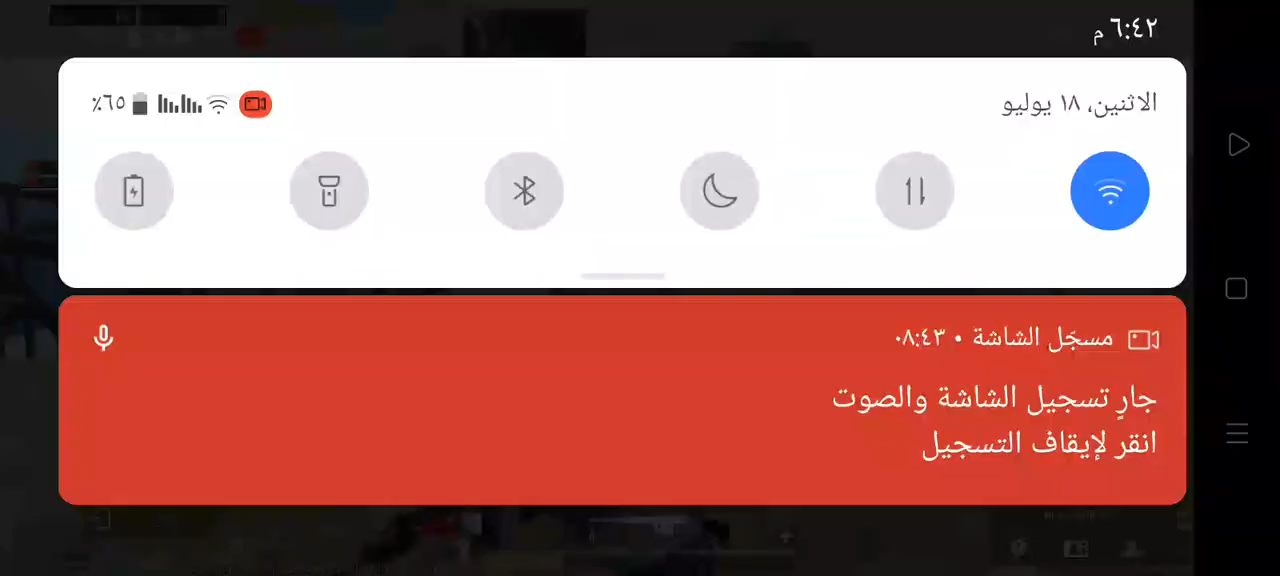 ٦:٤٢ م
الاثنين، ١٨ يوليو
٪٦٥
مسجّل الشاشة • ٠٨:٤٣
جارٍ تسجيل الشاشة والصوت
انقر لإيقاف التسجيل